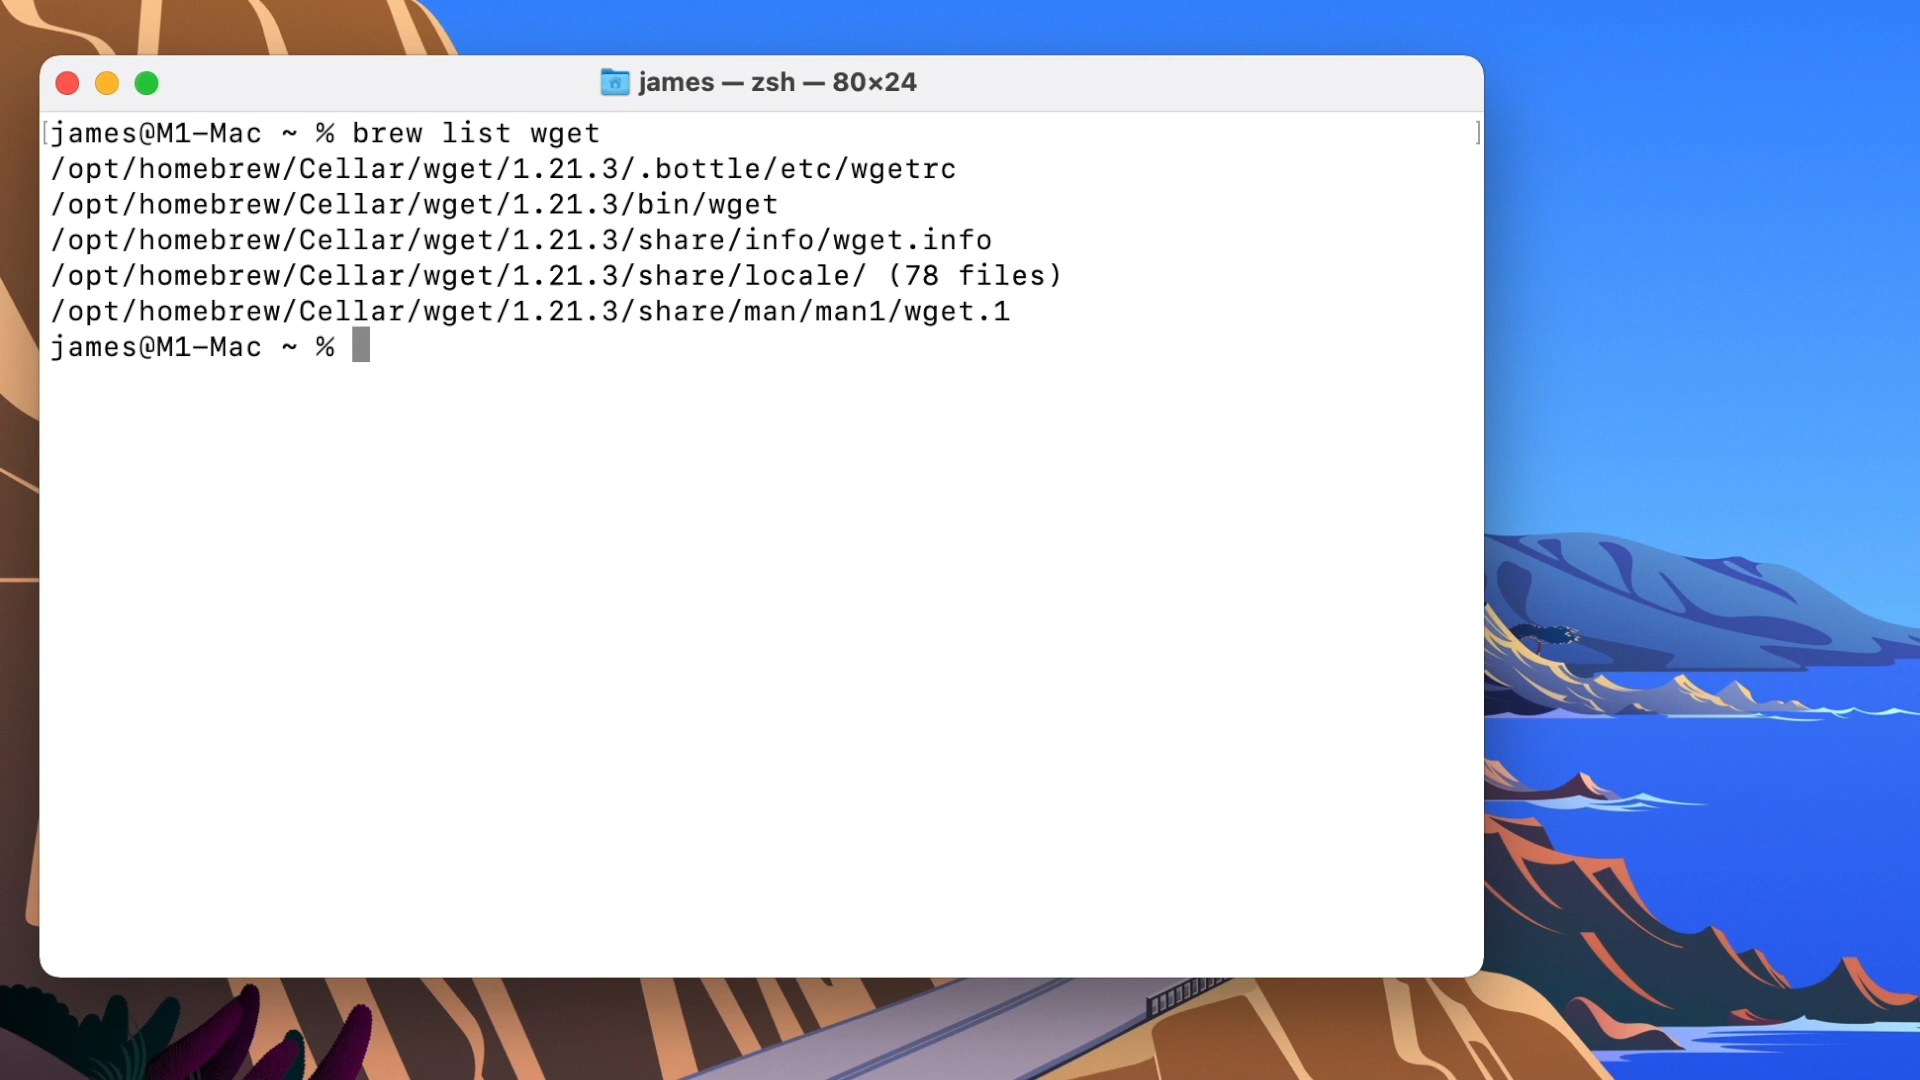 james — zsh — 80×24
[james@M1-Mac ~ % brew list wget ]
/opt/homebrew/Cellar/wget/1.21.3/.bottle/etc/wgetrc
/opt/homebrew/Cellar/wget/1.21.3/bin/wget
/opt/homebrew/Cellar/wget/1.21.3/share/info/wget.info
/opt/homebrew/Cellar/wget/1.21.3/share/locale/ (78 files)
/opt/homebrew/Cellar/wget/1.21.3/share/man/man1/wget.1
james@M1-Mac ~ %